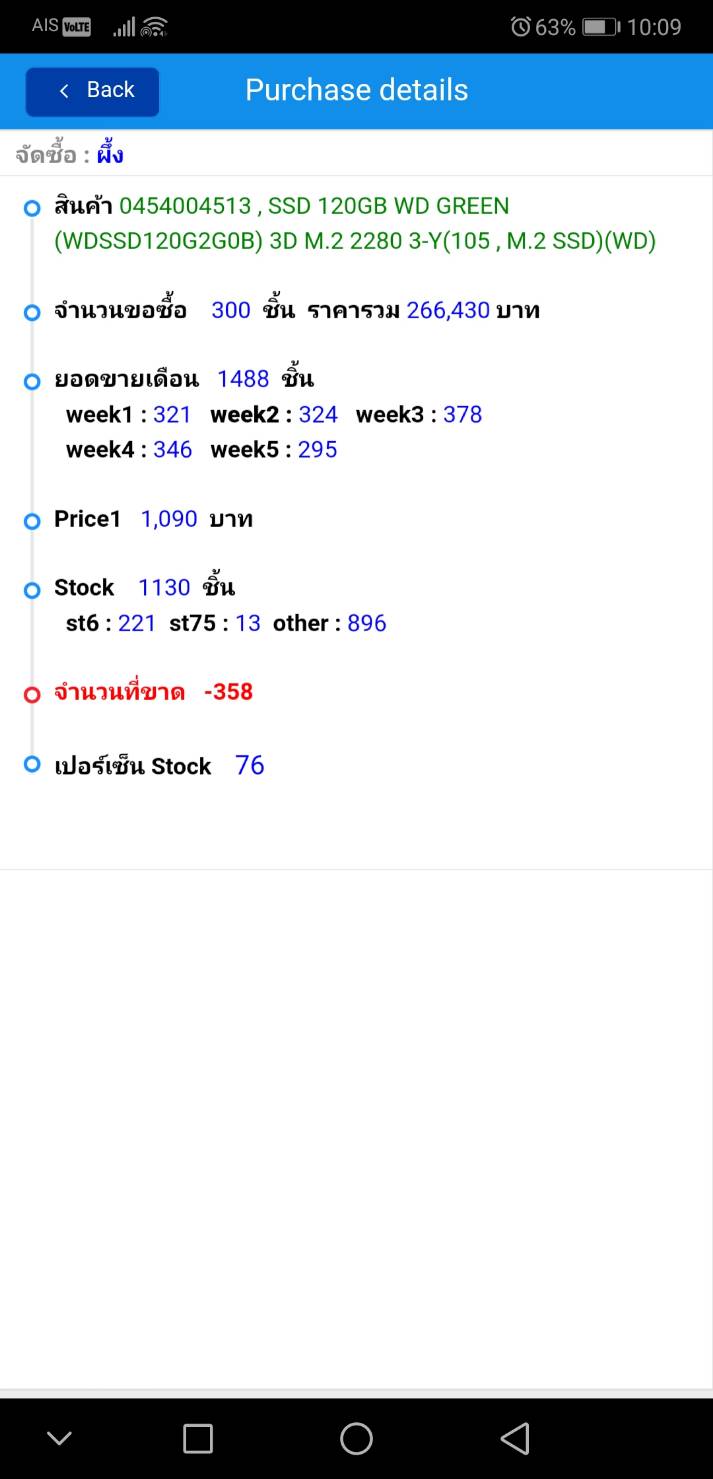 AIS VoLTE 63% 10:09
Back Purchase details
จัดซื้อ : ผึ้ง
สินค้า 0454004513 , SSD 120GB WD GREEN
(WDSSD120G2G0B) 3D M.2 2280 3-Y(105 , M.2 SSD)(WD)
จำนวนขอซื้อ 300 ชิ้น ราคารวม 266,430 บาท
ยอดขายเดือน 1488 ชิ้น
week1 : 321 week2 : 324 week3 : 378
week4 : 346 week5 : 295
Price1 1,090 บาท
Stock 1130 ชิ้น
st6 : 221 st75 : 13 other : 896
จำนวนที่ขาด -358
เปอร์เซ็น Stock 76